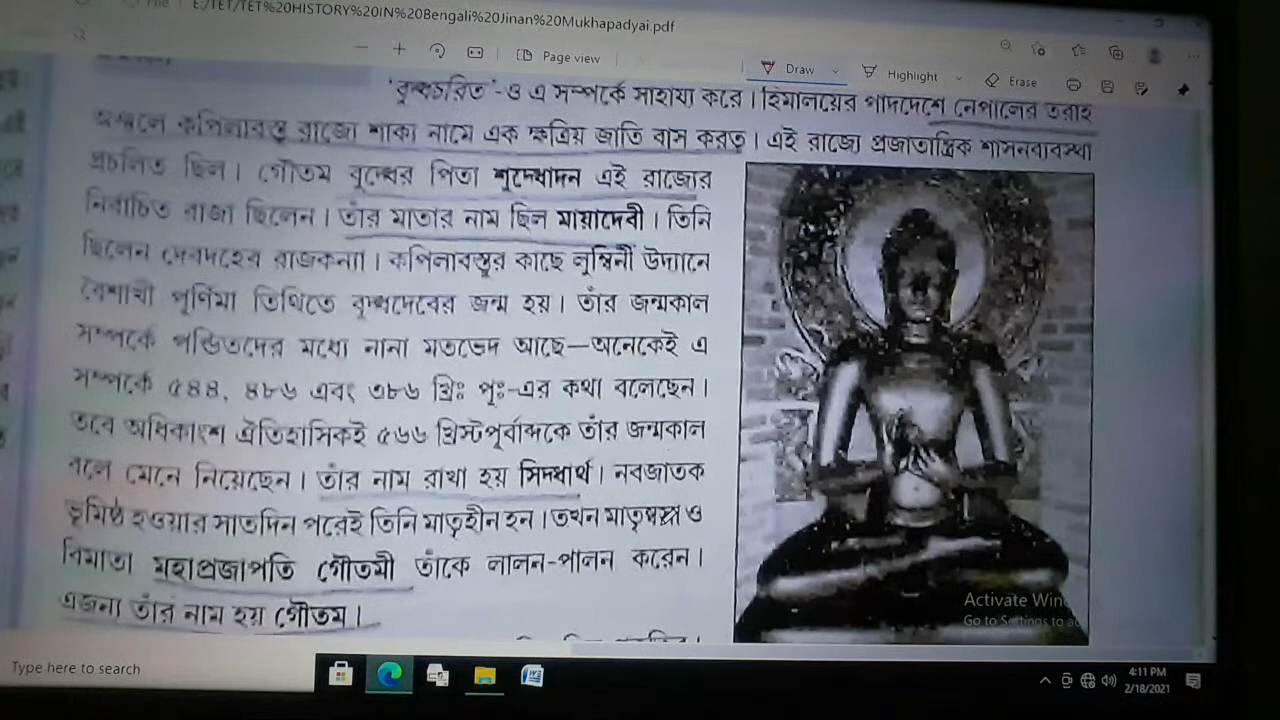 E:/TET/TET%20HISTORY%20IN%20Bengali%20Jinan%20Mukhapadyai.pdf
Page view Draw Highlight Erase
'বুদ্ধচরিত'-ও এ সম্পর্কে সাহায্য করে। হিমালয়ের পাদদেশে নেপালের তরাই
অঞ্চলে কপিলাবস্তু রাজ্যে শাক্য নামে এক ক্ষত্রিয় জাতি বাস করত। এই রাজ্যে প্রজাতান্ত্রিক শাসনব্যবস্থা
প্রচলিত ছিল। গৌতম বুদ্ধের পিতা শুদ্ধোদন এই রাজ্যের
নির্বাচিত রাজা ছিলেন। তাঁর মাতার নাম ছিল মায়াদেবী। তিনি
ছিলেন দেবদহের রাজকন্যা। কপিলাবস্তুর কাছে লুম্বিনী উদ্যানে
বৈশাখী পূর্ণিমা তিথিতে বুদ্ধদেবের জন্ম হয়। তাঁর জন্মকাল
সম্পর্কে পণ্ডিতদের মধ্যে নানা মতভেদ আছে—অনেকেই এ
সম্পর্কে ৫৪৪, ৪৮৬ এবং ৩৮৬ খ্রিঃ পূঃ-এর কথা বলেছেন।
তবে অধিকাংশ ঐতিহাসিকই ৫৬৬ খ্রিস্টপূর্বাব্দকে তাঁর জন্মকাল
বলে মেনে নিয়েছেন। তাঁর নাম রাখা হয় সিদ্ধার্থ। নবজাতক
ভূমিষ্ঠ হওয়ার সাতদিন পরেই তিনি মাতৃহীন হন। তখন মাতৃষ্বসা ও
বিমাতা মহাপ্রজাপতি গৌতমী তাঁকে লালন-পালন করেন।
এজন্য তাঁর নাম হয় গৌতম।
Activate Win
Go to Settings to ac
Type here to search
4:11 PM
2/18/2021